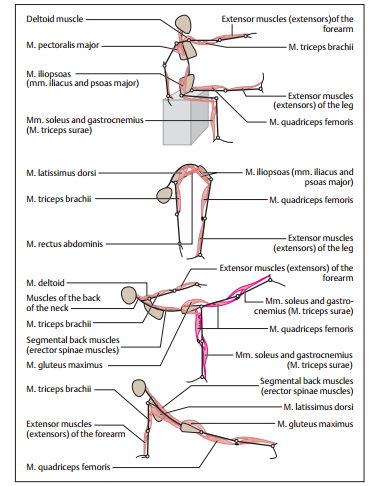 Deltoid muscle
Extensor muscles (extensors)of the
forearm
M. pectoralis major
M. triceps brachii
M. iliopsoas
(mm. iliacus and psoas major)
Extensor muscles
(extensors) of the leg
Mm. soleus and gastrocnemius
(M. triceps surae)
M. quadriceps femoris
M. latissimus dorsi
M. iliopsoas (mm. iliacus and
psoas major)
M. triceps brachii
M. quadriceps femoris
M. rectus abdominis
Extensor muscles
(extensors) of the leg
Extensor muscles (extensors) of the
forearm
M. deltoid
Muscles of the back
of the neck
Mm. soleus and gastro-
cnemius (M. triceps surae)
M. triceps brachii
M. quadriceps femoris
Segmental back muscles
(erector spinae muscles)
Mm. soleus and gastrocnemius
(M. triceps surae)
M. gluteus maximus
Segmental back muscles
(erector spinae muscles)
M. triceps brachii
M. latissimus dorsi
Extensor muscles
(extensors) of the forearm
M. gluteus maximus
M. quadriceps femoris